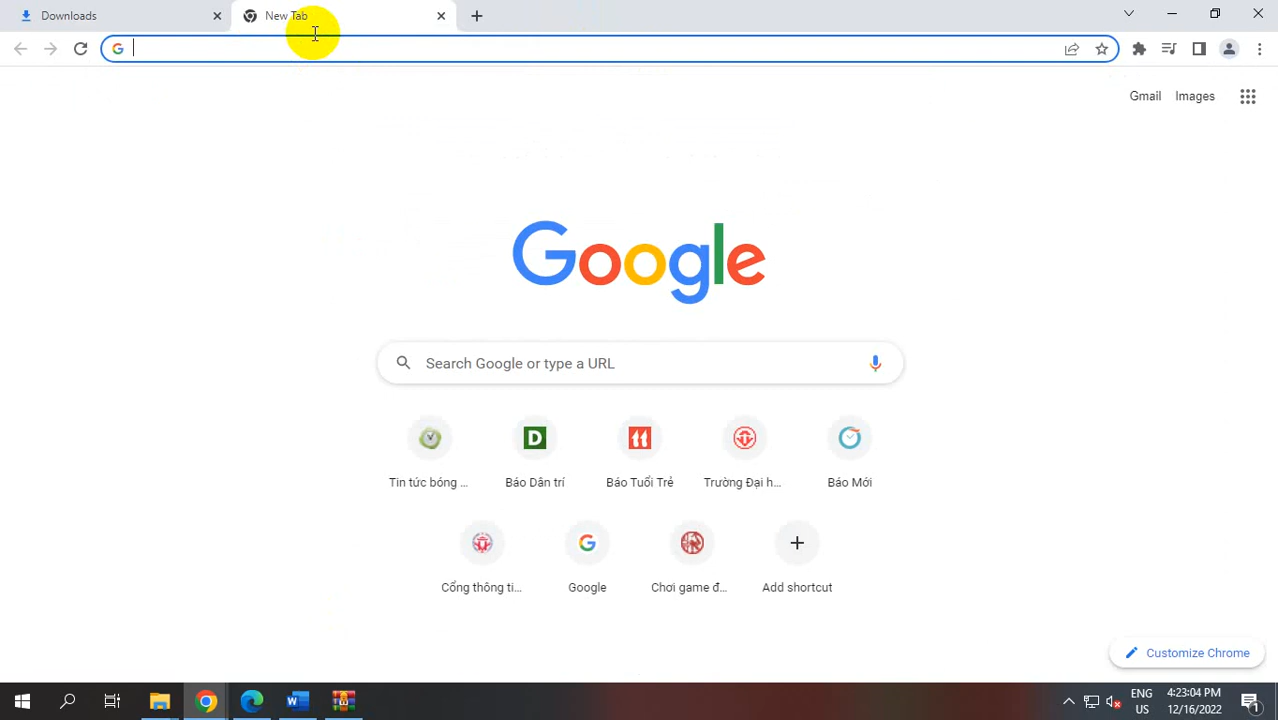 Downloads
New Tab
Gmail
Images
Google
Search Google or type a URL
Tin tức bóng ...
Báo Dân trí
Báo Tuổi Trẻ
Trường Đại h...
Báo Mới
Cổng thông ti...
Google
Chơi game đ...
Add shortcut
Customize Chrome
ENG
US
4:23:04 PM
12/16/2022
1